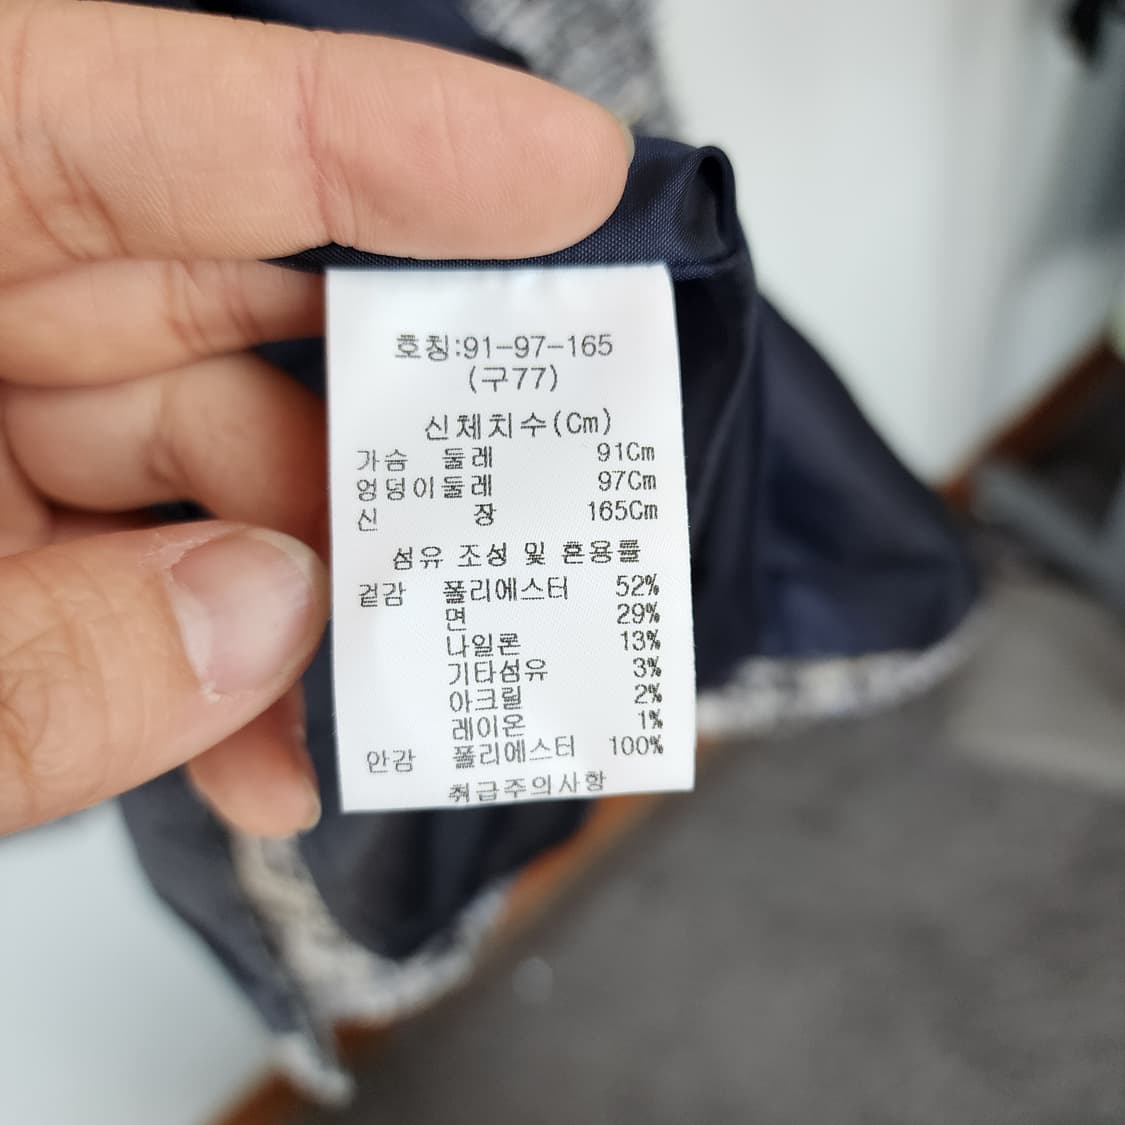 호칭:91-97-165
(구77)
신체치수(Cm)
가슴 둘레 91Cm
엉덩이둘레 97Cm
신 장 165Cm
섬유 조성 및 혼용률
겉감 폴리에스터 52%
면 29%
나일론 13%
기타섬유 3%
아크릴 2%
레이온 1%
안감 폴리에스터 100%
취급주의사항